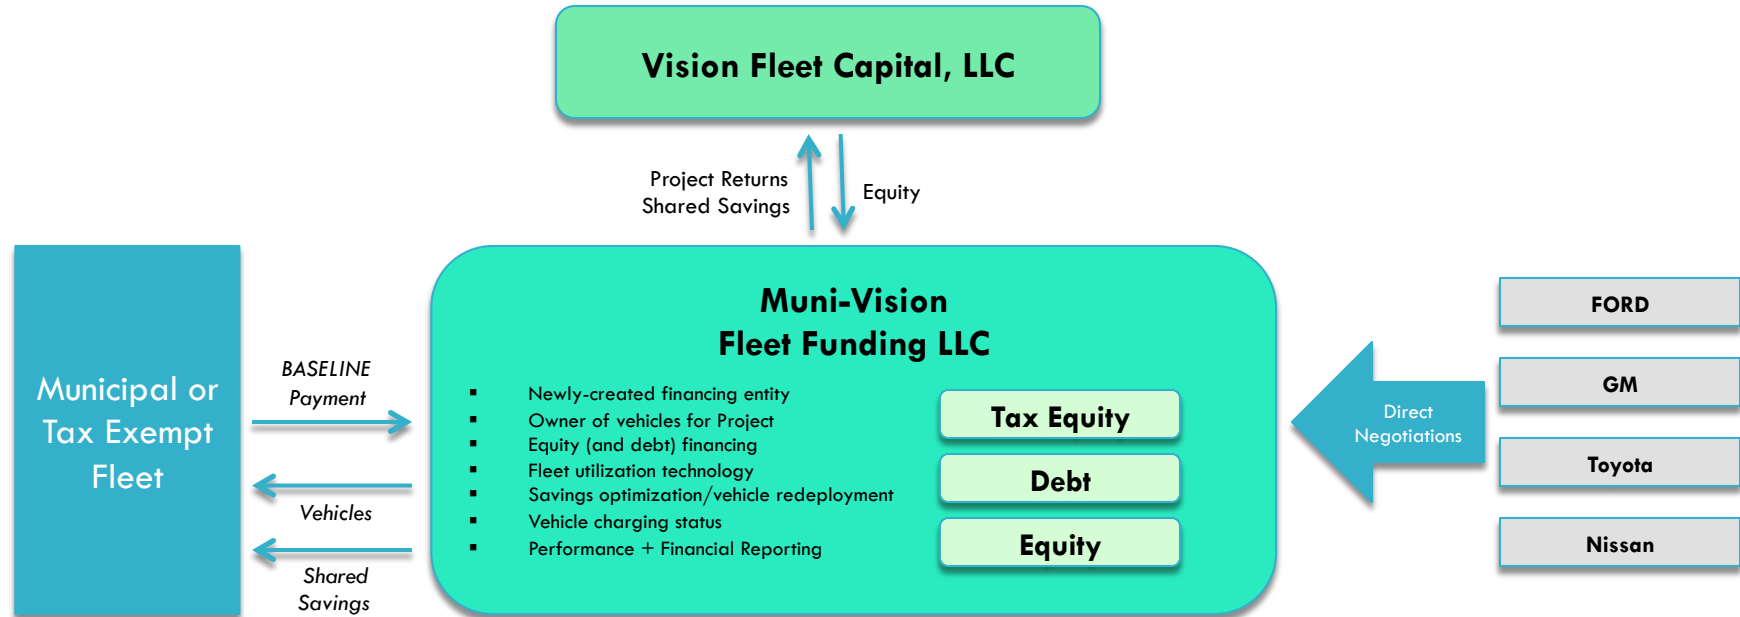 Vision Fleet Capital, LLC
Project Returns
Shared Savings
Equity
Municipal or
Tax Exempt
Fleet
BASELINE
Payment
Vehicles
Shared
Savings
Muni-Vision
Fleet Funding LLC
▪ Newly-created financing entity
▪ Owner of vehicles for Project
▪ Equity (and debt) financing
▪ Fleet utilization technology
▪ Savings optimization/vehicle redeployment
▪ Vehicle charging status
▪ Performance + Financial Reporting
Tax Equity
Debt
Equity
Direct
Negotiations
FORD
GM
Toyota
Nissan